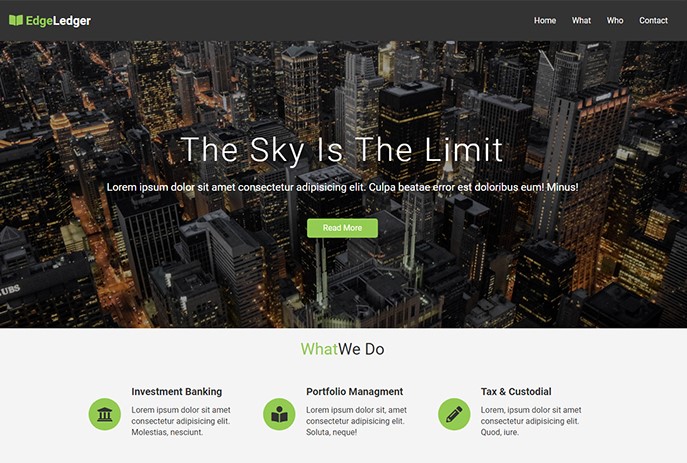 EdgeLedger
Home What Who Contact
The Sky Is The Limit
Lorem ipsum dolor sit amet consectetur adipisicing elit. Culpa beatae error est doloribus eum! Minus!
Read More
UBS
WhatWe Do
Investment Banking
Lorem ipsum dolor sit amet
consectetur adipisicing elit.
Molestias, nesciunt.
Portfolio Managment
Lorem ipsum dolor sit, amet
consectetur adipisicing elit.
Soluta, neque!
Tax & Custodial
Lorem, ipsum dolor sit amet
consectetur adipisicing elit.
Quod, iure.